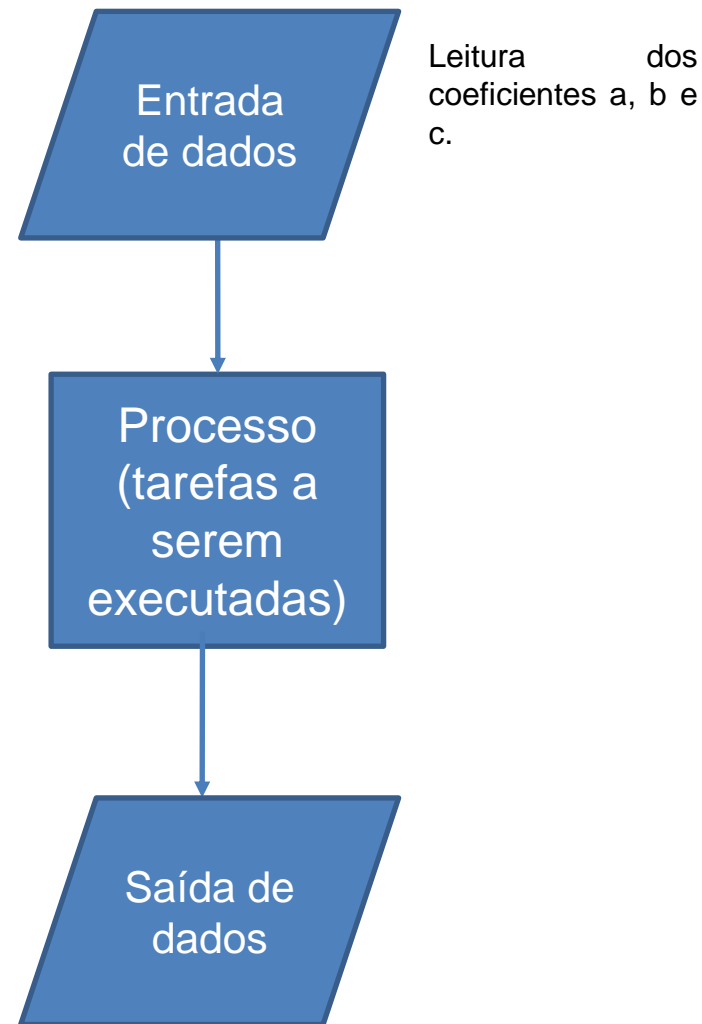 Entrada
de dados
Leitura dos
coeficientes a, b e
c.
Processo
(tarefas a
serem
executadas)
Saída de
dados